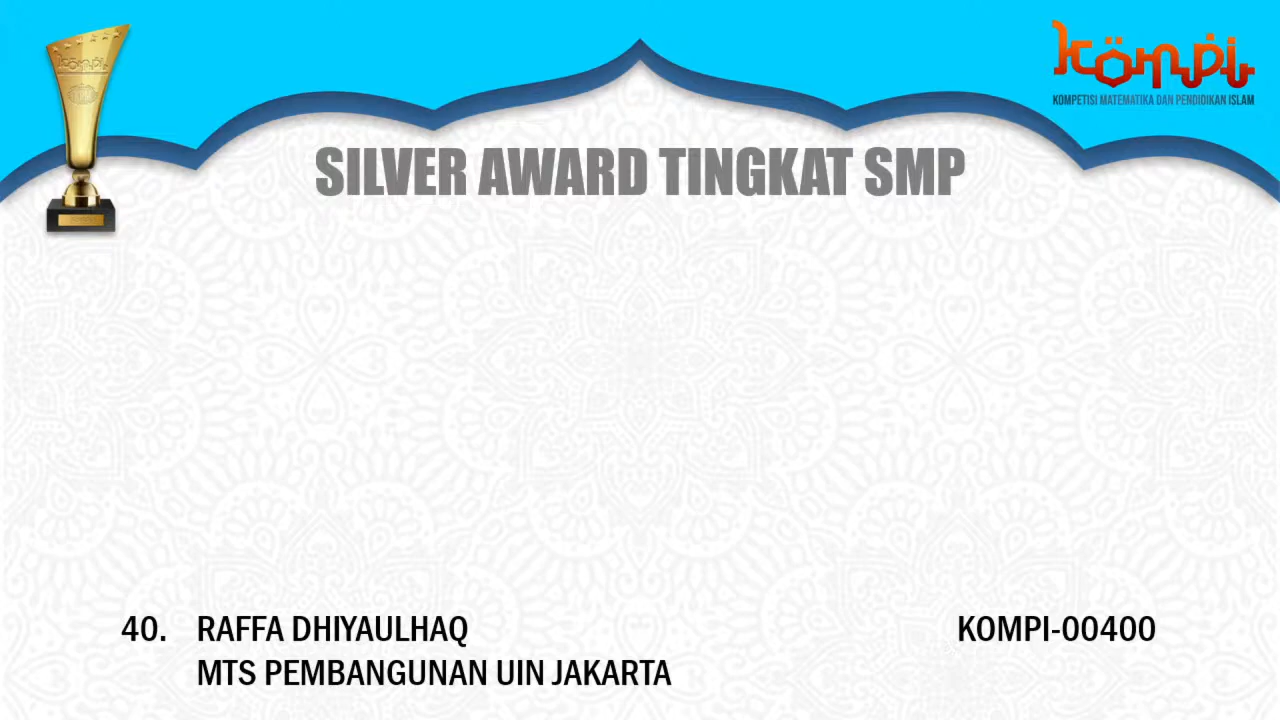 kompi
KOMPETISI MATEMATIKA DAN PENDIDIKAN ISLAM
SILVER AWARD TINGKAT SMP
40. RAFFA DHIYAULHAQ KOMPI-00400
MTS PEMBANGUNAN UIN JAKARTA